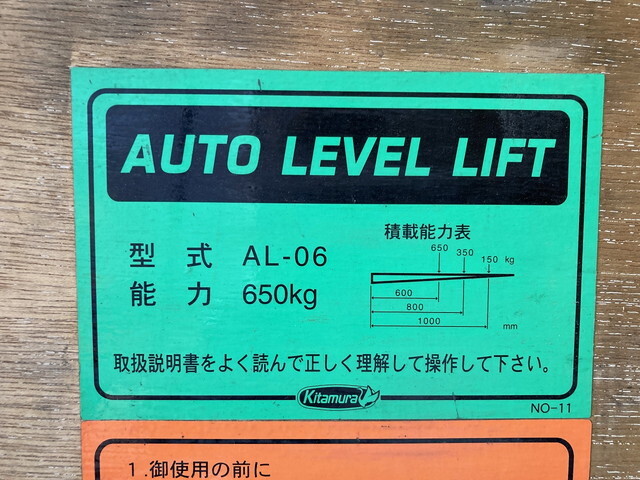 AUTO LEVEL LIFT
型式 AL-06
能力 650kg
積載能力表
650 350 150 kg
600
800
1000 mm
取扱説明書をよく読んで正しく理解して操作して下さい。
Kitamura
NO-11
1.御使用の前に